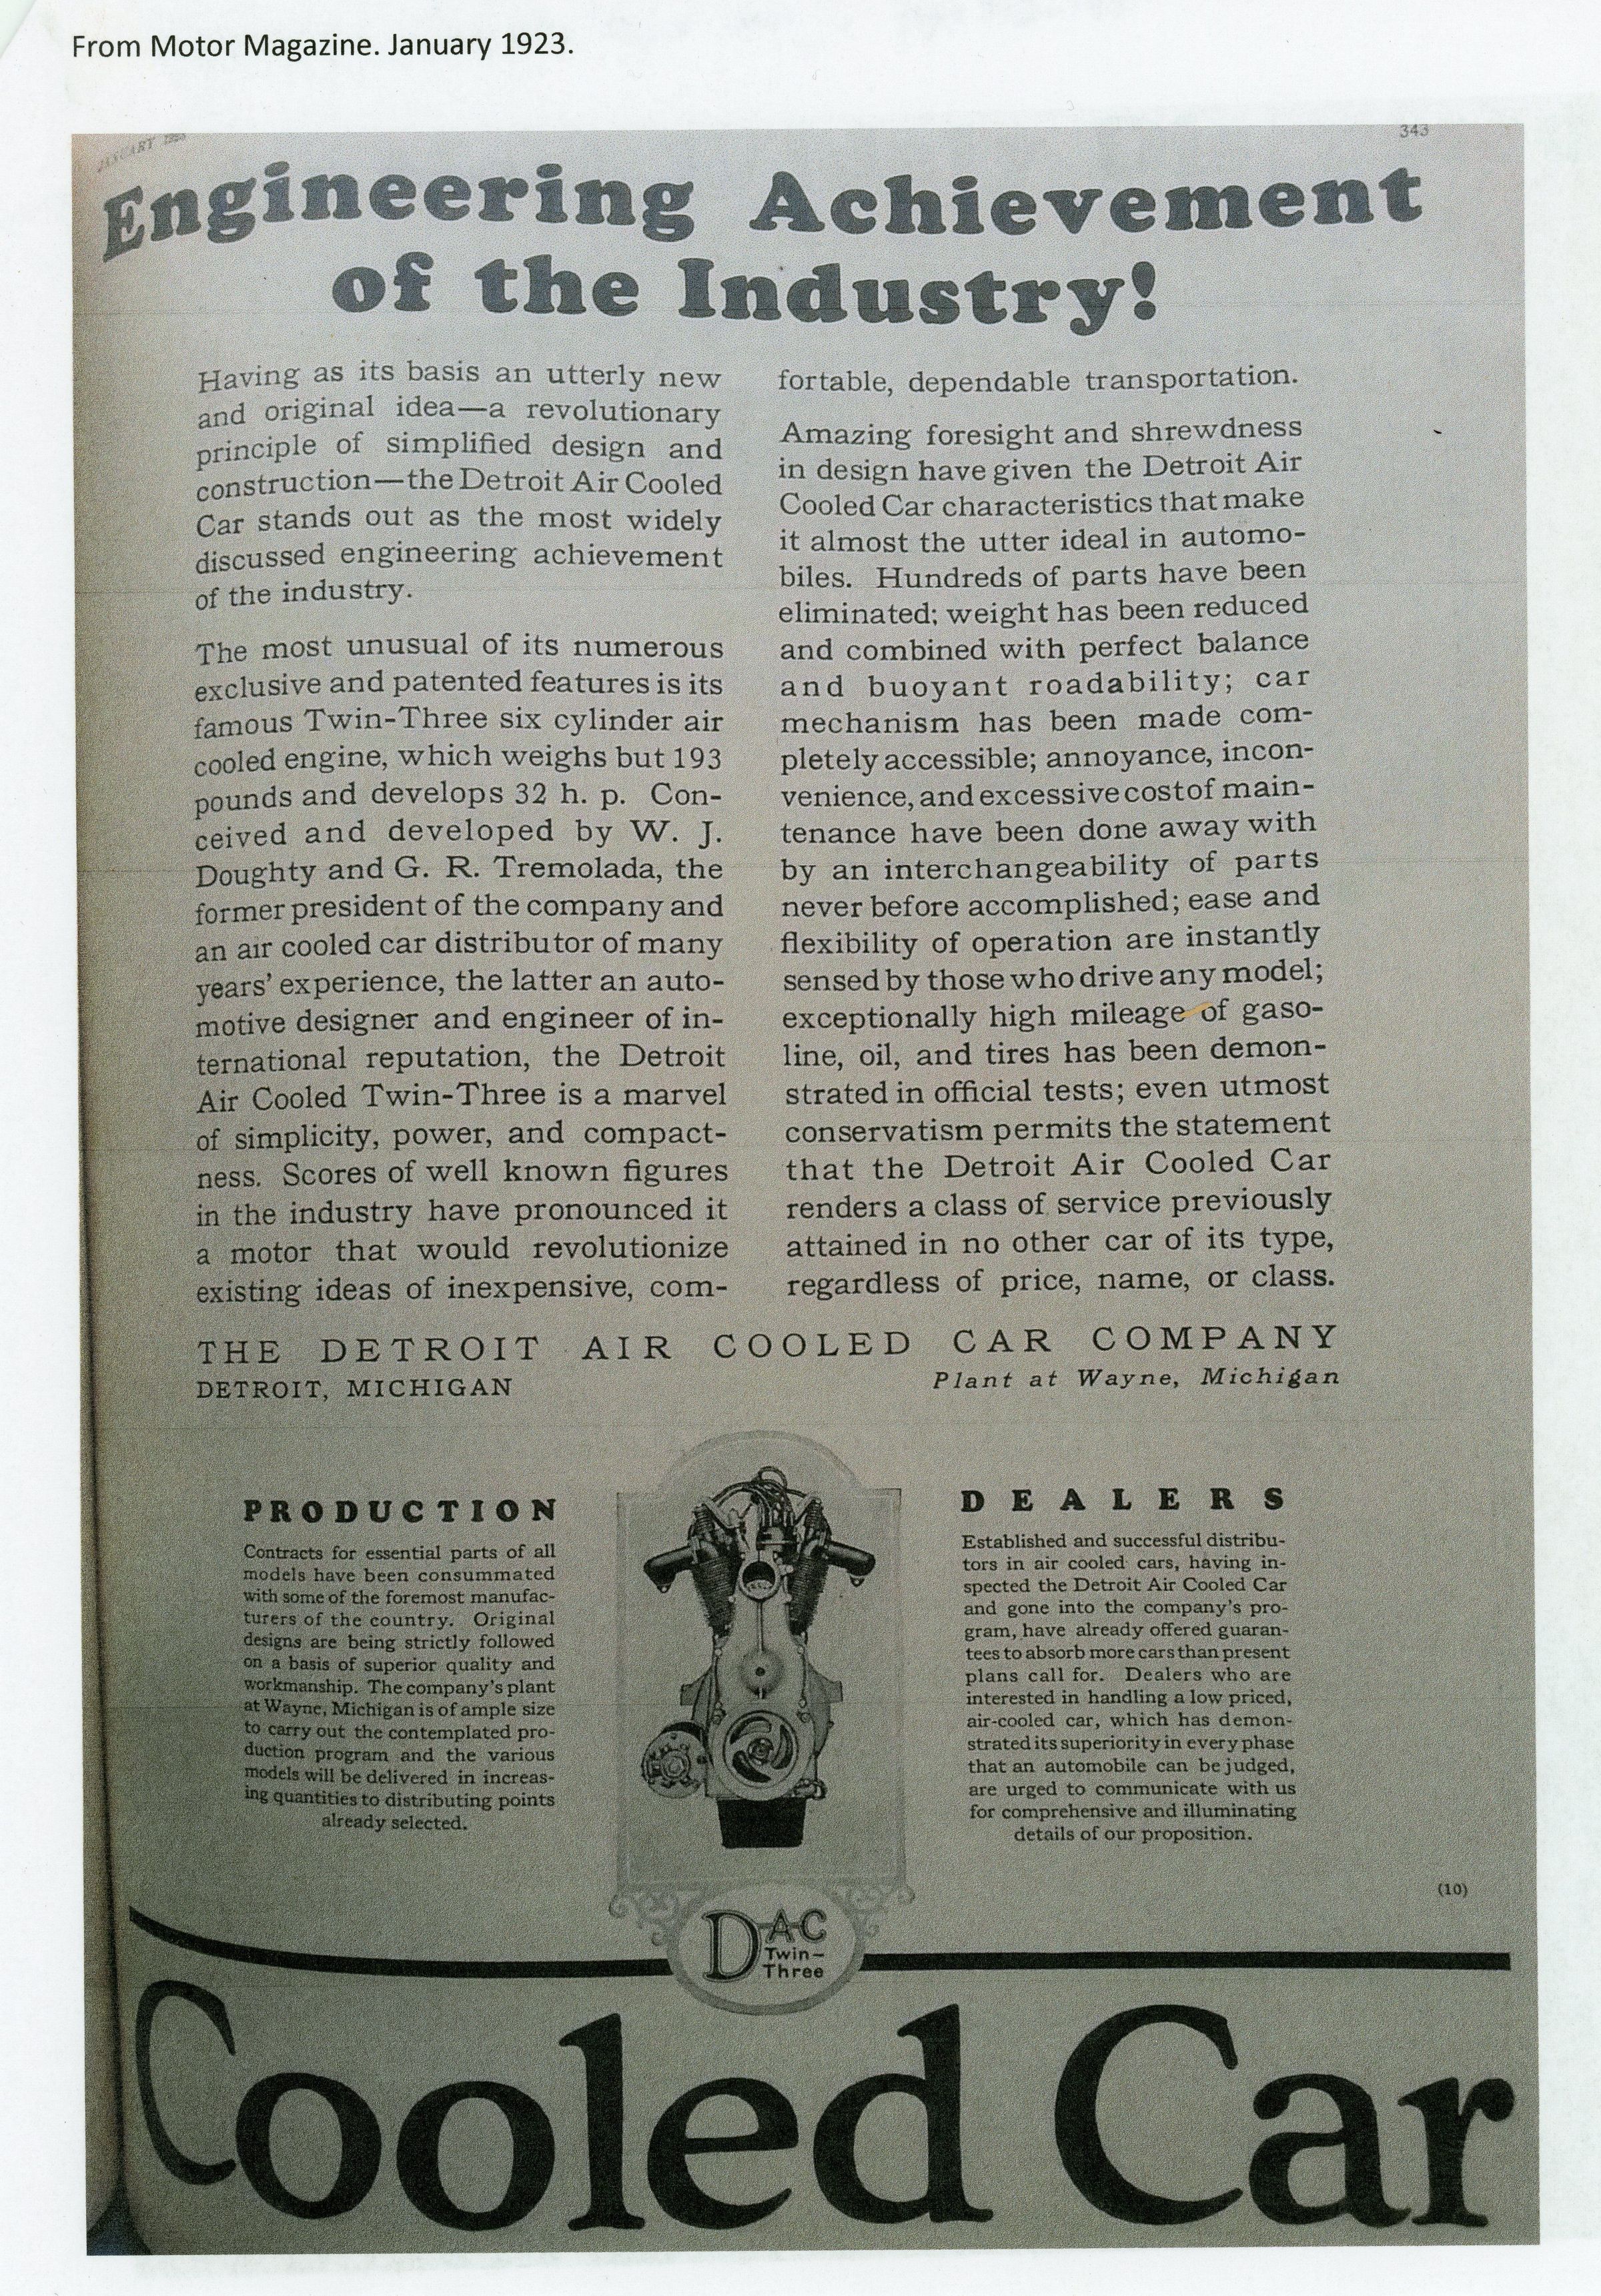 From Motor Magazine. January 1923.
JANUARY 1923
343
Engineering Achievement
of the Industry!
Having as its basis an utterly new
and original idea—a revolutionary
principle of simplified design and
construction—the Detroit Air Cooled
Car stands out as the most widely
discussed engineering achievement
of the industry.
The most unusual of its numerous
exclusive and patented features is its
famous Twin-Three six cylinder air
cooled engine, which weighs but 193
pounds and develops 32 h. p. Con-
ceived and developed by W. J.
Doughty and G. R. Tremolada, the
former president of the company and
an air cooled car distributor of many
years' experience, the latter an auto-
motive designer and engineer of in-
ternational reputation, the Detroit
Air Cooled Twin-Three is a marvel
of simplicity, power, and compact-
ness. Scores of well known figures
in the industry have pronounced it
a motor that would revolutionize
existing ideas of inexpensive, com-
fortable, dependable transportation.
Amazing foresight and shrewdness
in design have given the Detroit Air
Cooled Car characteristics that make
it almost the utter ideal in automo-
biles. Hundreds of parts have been
eliminated; weight has been reduced
and combined with perfect balance
and buoyant roadability; car
mechanism has been made com-
pletely accessible; annoyance, incon-
venience, and excessive cost of main-
tenance have been done away with
by an interchangeability of parts
never before accomplished; ease and
flexibility of operation are instantly
sensed by those who drive any model;
exceptionally high mileage of gaso-
line, oil, and tires has been demon-
strated in official tests; even utmost
conservatism permits the statement
that the Detroit Air Cooled Car
renders a class of service previously
attained in no other car of its type,
regardless of price, name, or class.
THE DETROIT AIR COOLED CAR COMPANY
DETROIT, MICHIGAN
Plant at Wayne, Michigan
PRODUCTION
Contracts for essential parts of all
models have been consummated
with some of the foremost manufac-
turers of the country. Original
designs are being strictly followed
on a basis of superior quality and
workmanship. The company's plant
at Wayne, Michigan is of ample size
to carry out the contemplated pro-
duction program and the various
models will be delivered in increas-
ing quantities to distributing points
already selected.
DEALERS
Established and successful distribu-
tors in air cooled cars, having in-
spected the Detroit Air Cooled Car
and gone into the company's pro-
gram, have already offered guaran-
tees to absorb more cars than present
plans call for. Dealers who are
interested in handling a low priced,
air-cooled car, which has demon-
strated its superiority in every phase
that an automobile can be judged,
are urged to communicate with us
for comprehensive and illuminating
details of our proposition.
(10)
DAC
Twin-
Three
Cooled Car